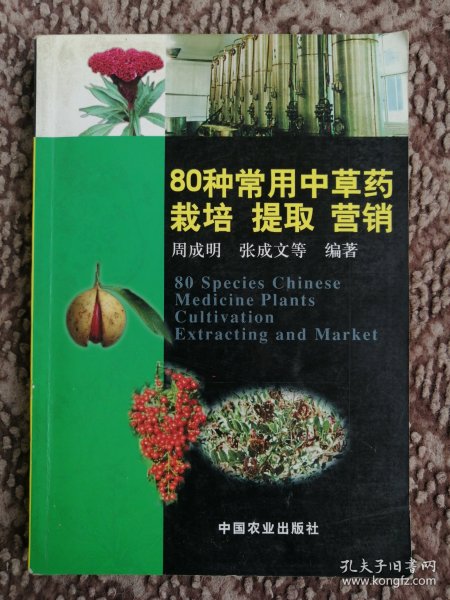 80种常用中草药
栽培 提取 营销
周成明 张成文等 编著
80 Species Chinese
Medicine Plants
Cultivation
Extracting and Market
中国农业出版社
孔夫子旧书网
www.kongfz.com